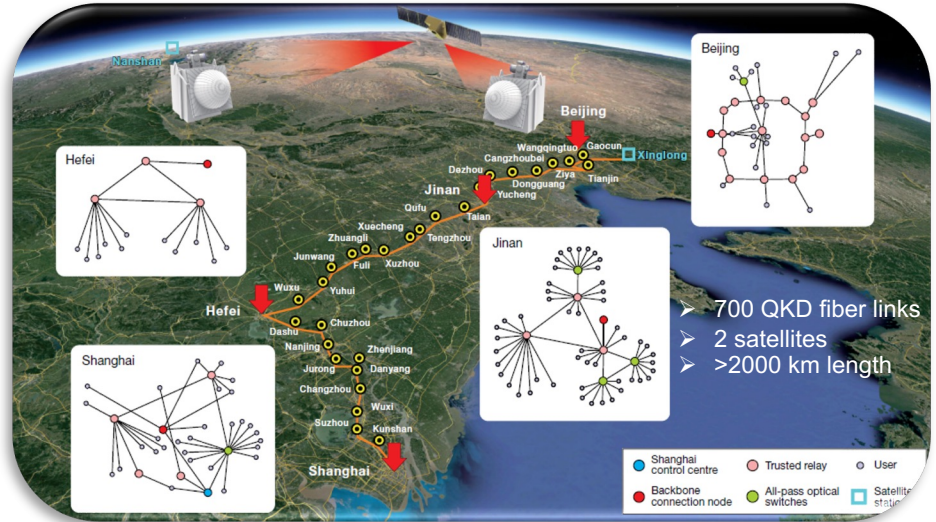 Nanshan
Beijing
Wangqingtuo
Gaocun
Cangzhoubei
Xinglong
Dezhou
Ziya
Tianjin
Dongguang
Jinan
Yucheng
Qufu
Taian
Xuecheng
Tengzhou
Zhuangli
Junwang
Fuli
Xuzhou
Wuxu
Yuhui
Hefei
Dashu
Chuzhou
Nanjing
Zhenjiang
Jurong
Danyang
Changzhou
Wuxi
Suzhou
Kunshan
Shanghai
Hefei
Shanghai
Beijing
Jinan
➢ 700 QKD fiber links
➢ 2 satellites
➢ >2000 km length
Shanghai
control centre
Trusted relay
User
Backbone
connection node
All-pass optical
switches
Satellite
station